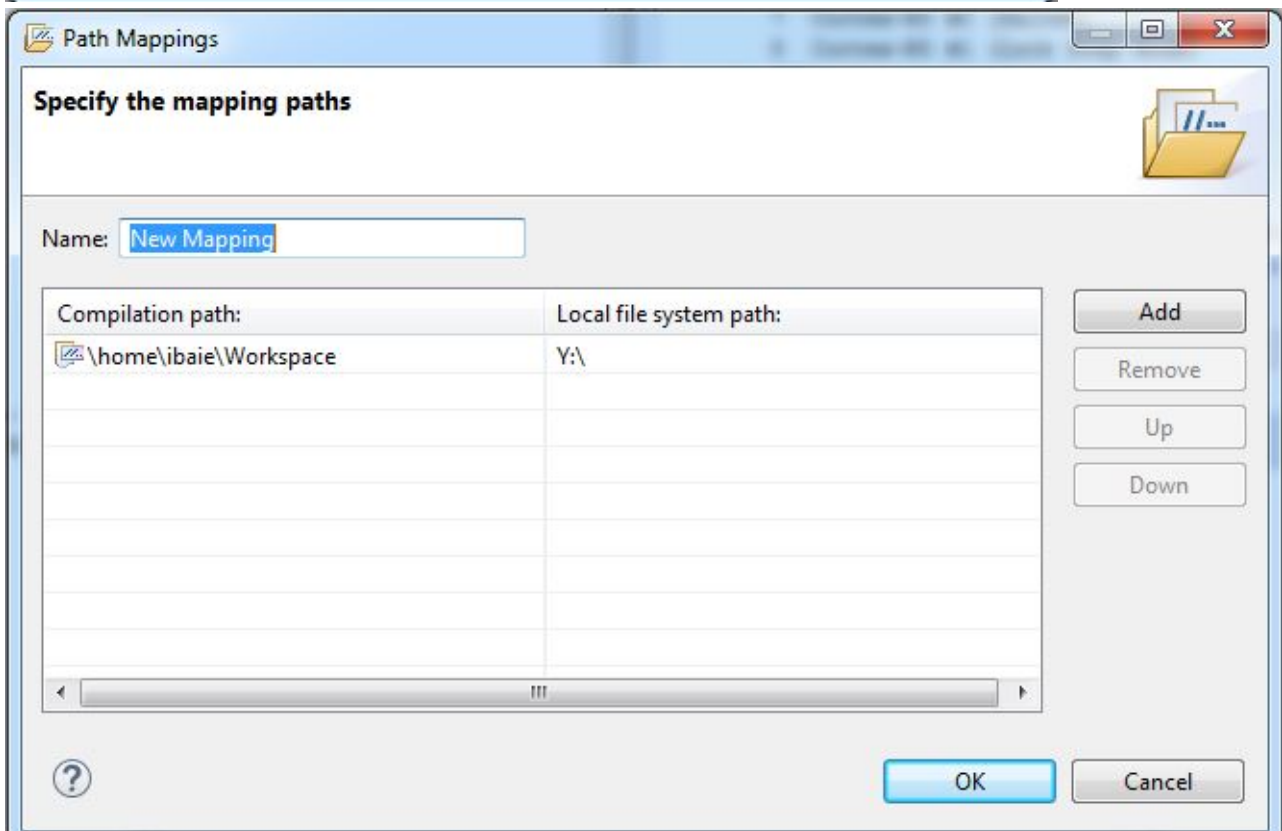 Path Mappings
Specify the mapping paths
Name: New Mapping
Compilation path: Local file system path:
\home\ibaie\Workspace Y:\
Add
Remove
Up
Down
OK Cancel